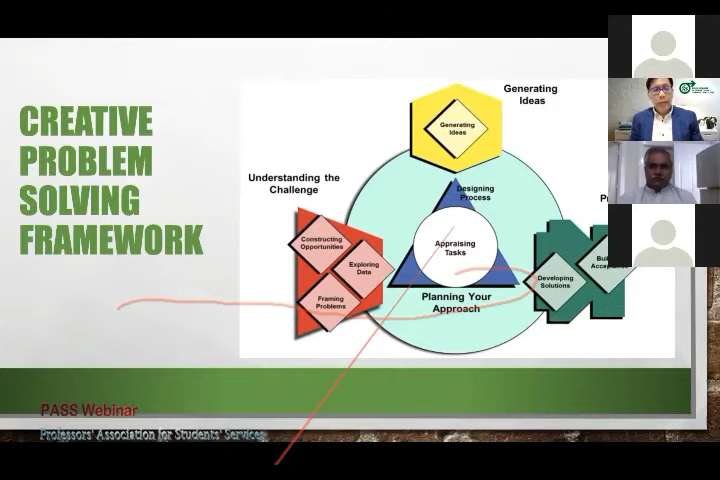 CREATIVE
PROBLEM
SOLVING
FRAMEWORK
Generating
Ideas
Generating
Ideas
Understanding the
Challenge
Designing
Process
Constructing
Opportunities
Exploring
Data
Framing
Problems
Appraising
Tasks
Developing
Solutions
Planning Your
Approach
PASS Webinar
Professors' Association for Students' Services